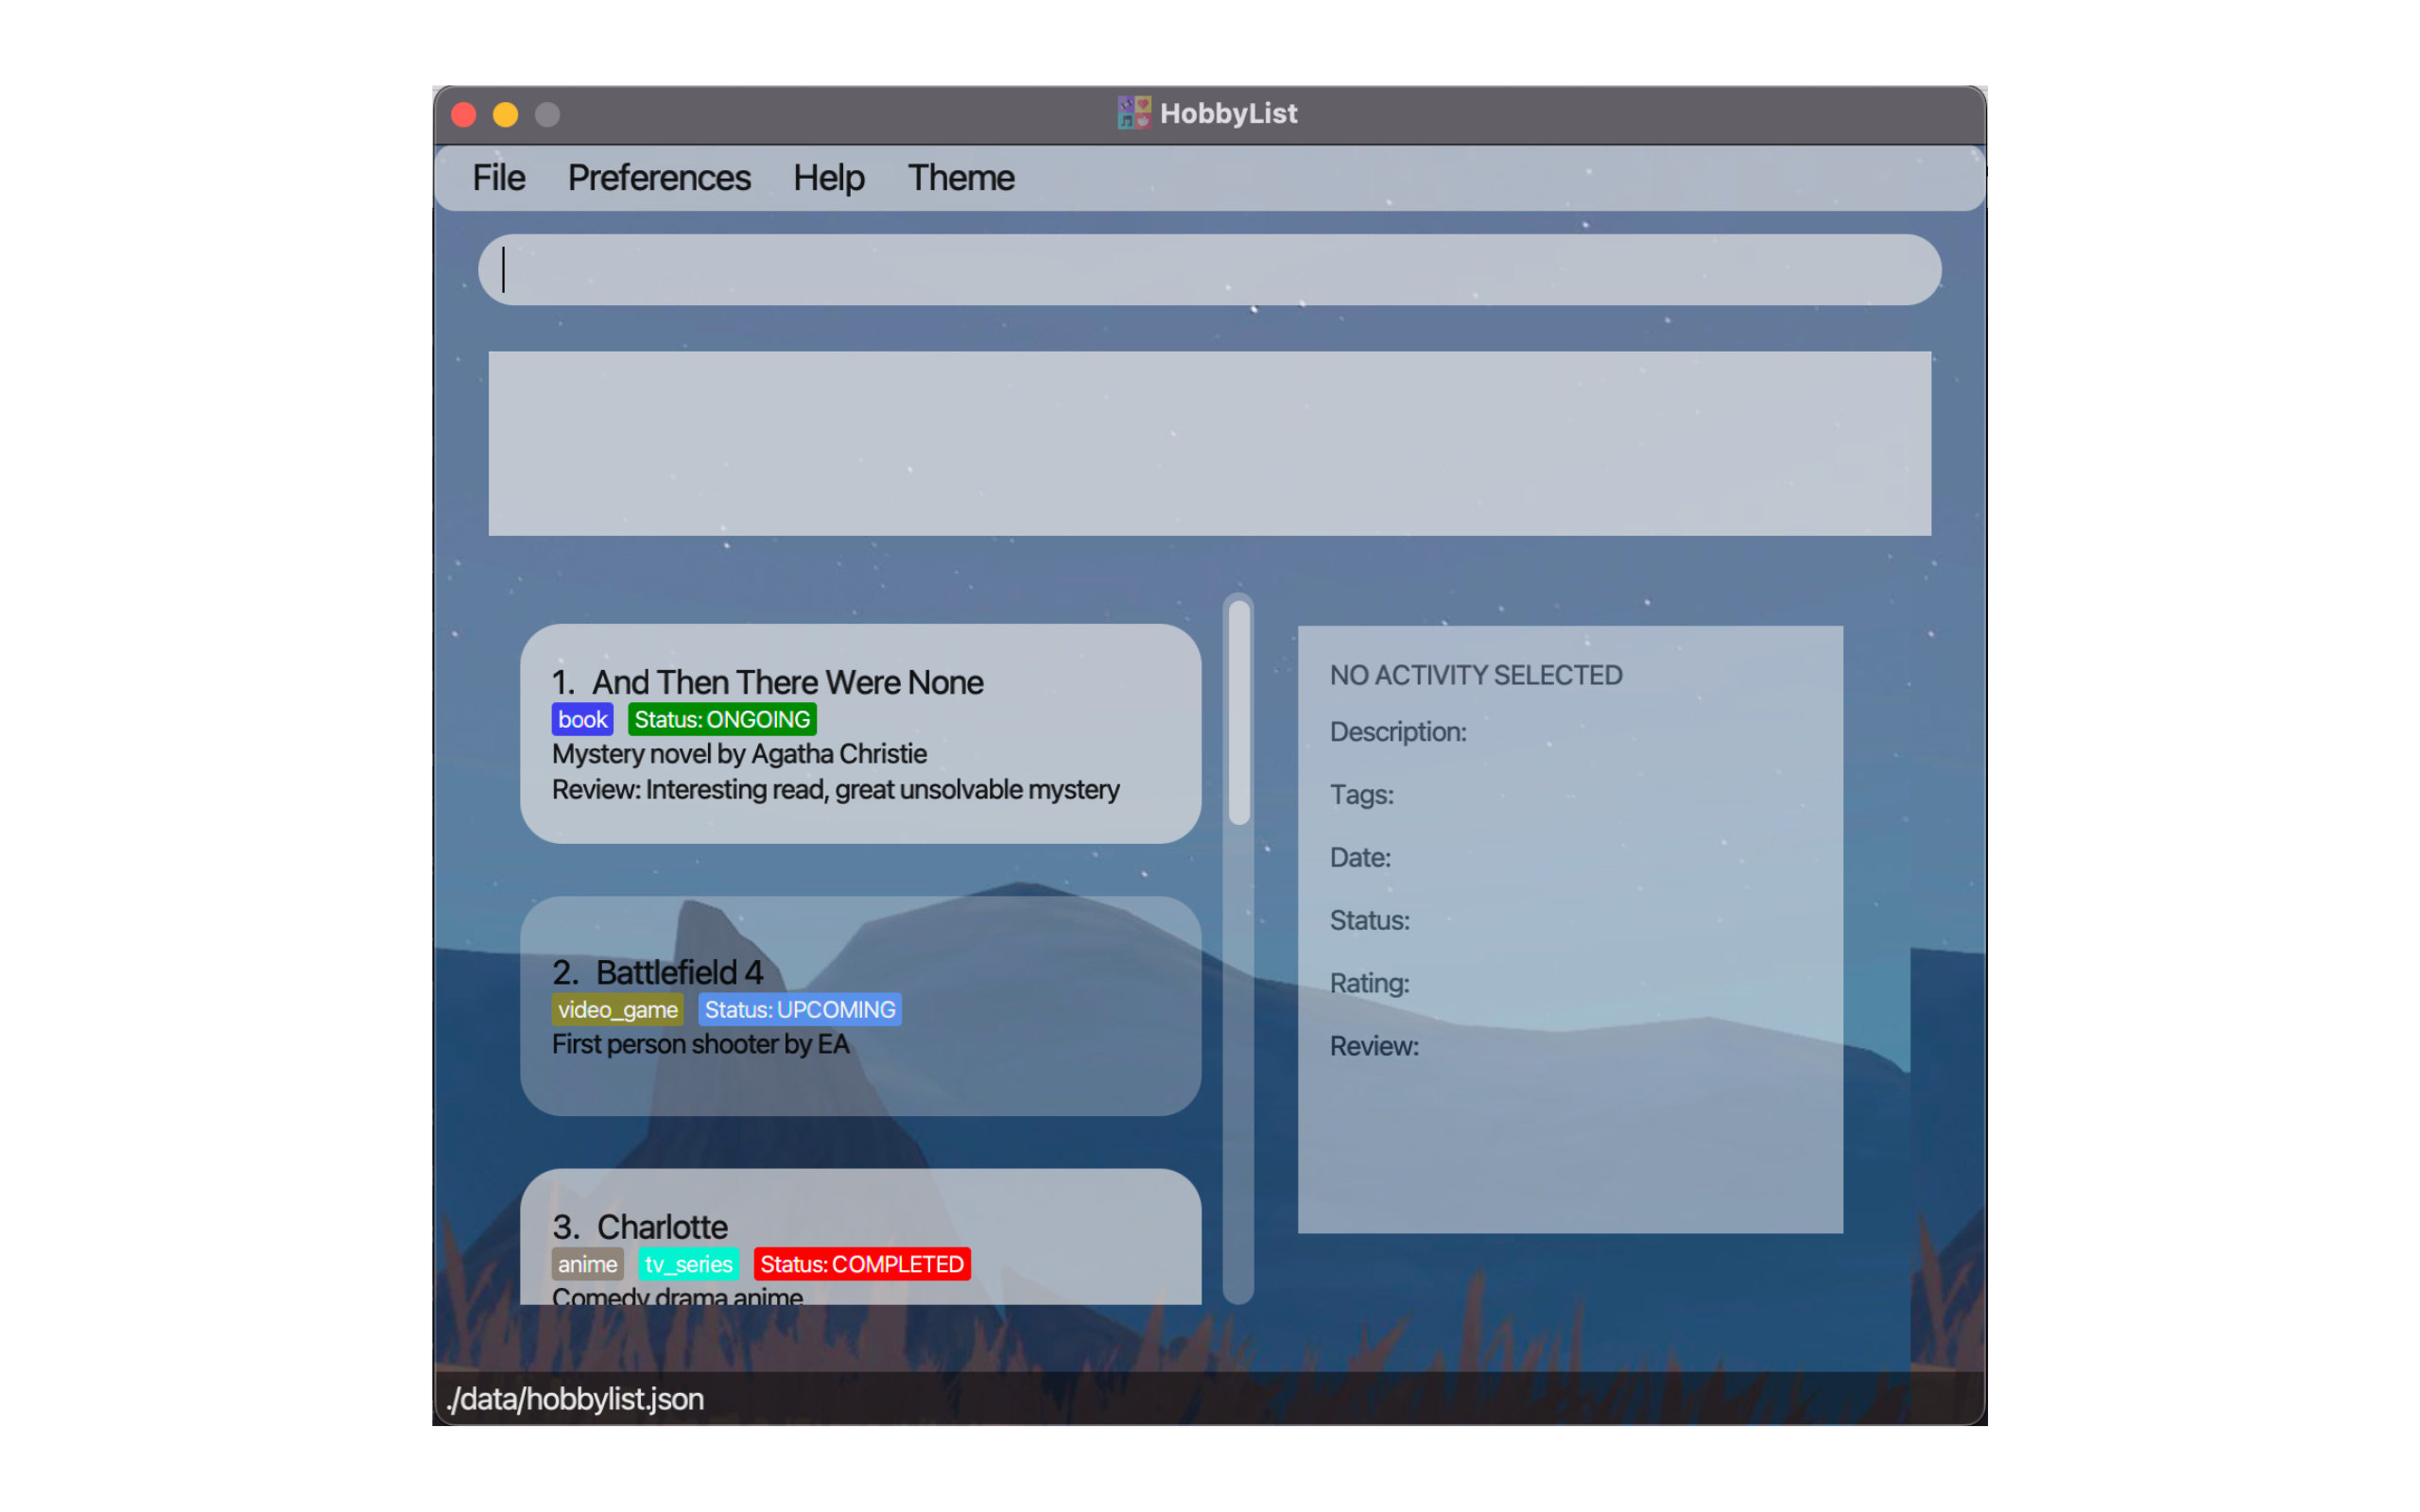 HobbyList
File Preferences Help Theme
1. And Then There Were None
book Status: ONGOING
Mystery novel by Agatha Christie
Review: Interesting read, great unsolvable mystery
2. Battlefield 4
video_game Status: UPCOMING
First person shooter by EA
3. Charlotte
anime tv_series Status: COMPLETED
Comedy drama anime
NO ACTIVITY SELECTED
Description:
Tags:
Date:
Status:
Rating:
Review:
./data/hobbylist.json